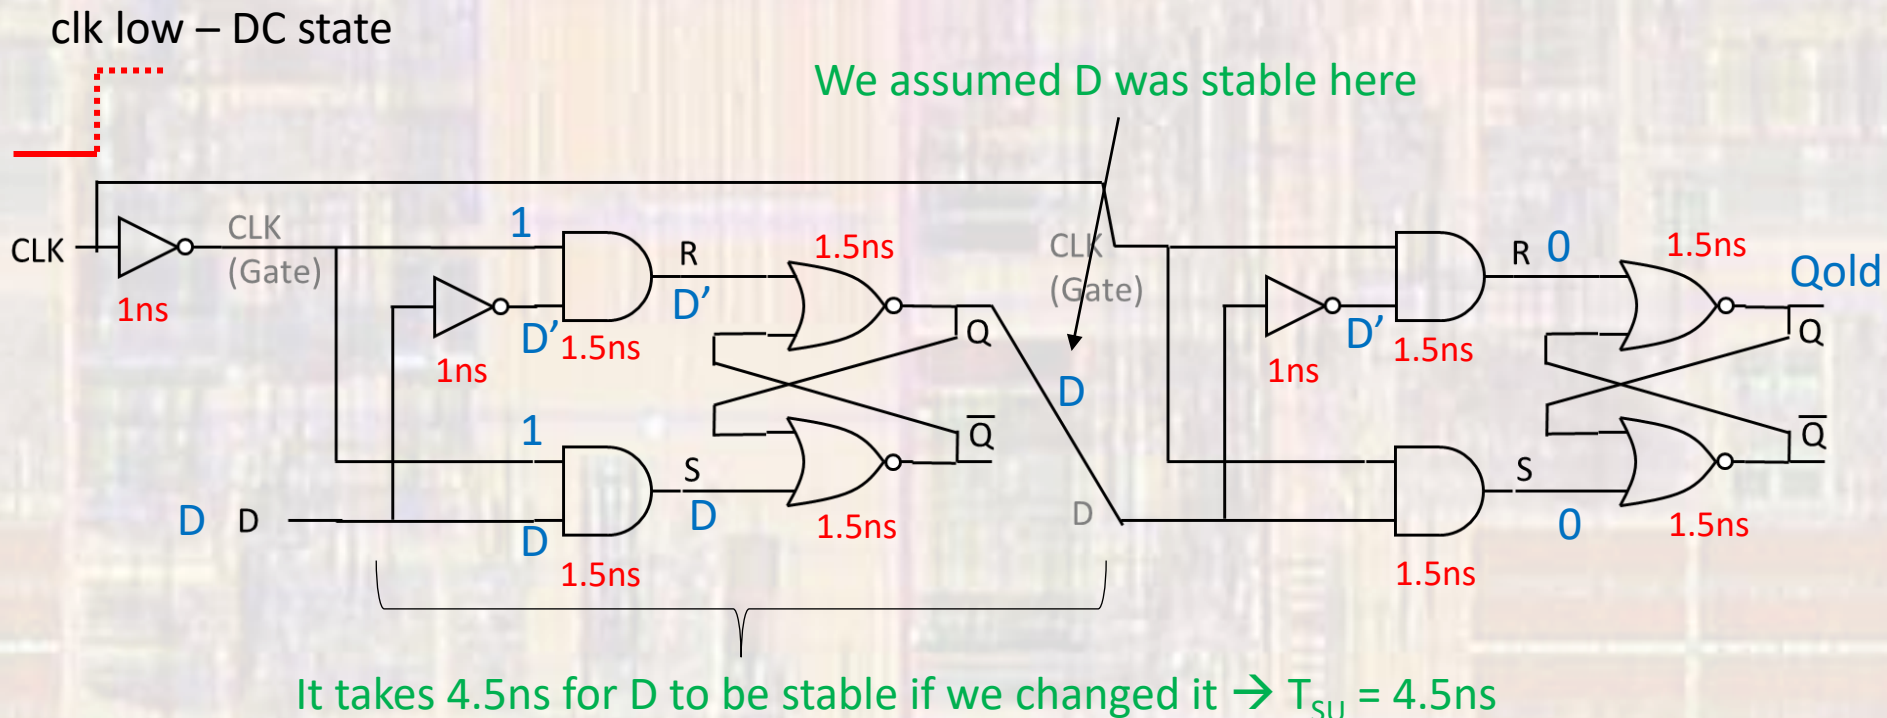 clk low – DC state
We assumed D was stable here
CLK
1ns
CLK
(Gate)
1
1ns
D’
1.5ns
R
D’
1.5ns
Q
1
D D
D
1.5ns
S
D
1.5ns
Q
D
CLK
(Gate)
D
1ns
D’
1.5ns
R 0
1.5ns
Qold
Q
1.5ns
S
0
1.5ns
Q
It takes 4.5ns for D to be stable if we changed it → TSU = 4.5ns